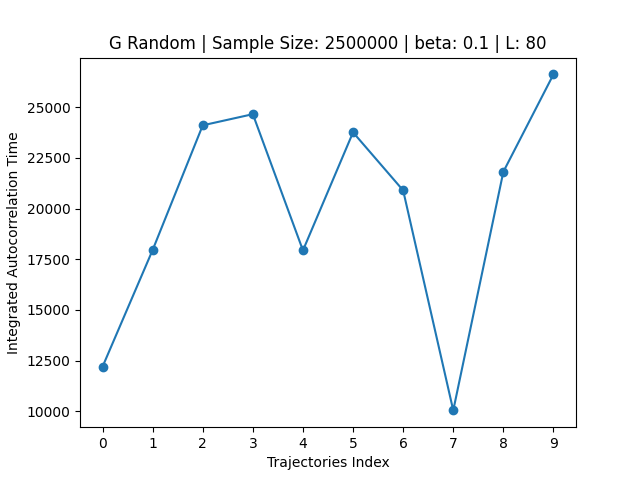 G Random | Sample Size: 2500000 | beta: 0.1 | L: 80
Integrated Autocorrelation Time
25000
22500
20000
17500
15000
12500
10000
0 1 2 3 4 5 6 7 8 9
Trajectories Index